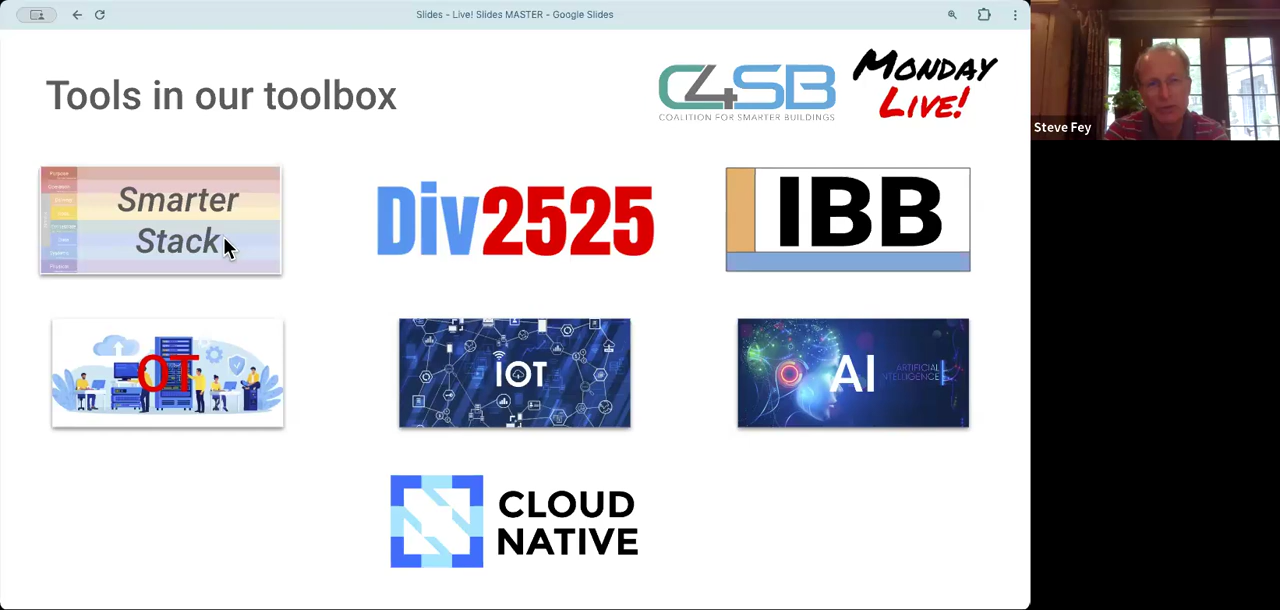 Slides - Live! Slides MASTER - Google Slides
Tools in our toolbox
C4SB
COALITION FOR SMARTER BUILDINGS
MONDAY
LIVE!
Steve Fey
Smarter
Stack
Purpose
Div2525
IBB
OT
IOT
AI
ARTIFICIAL
INTELLIGENCE
CLOUD
NATIVE